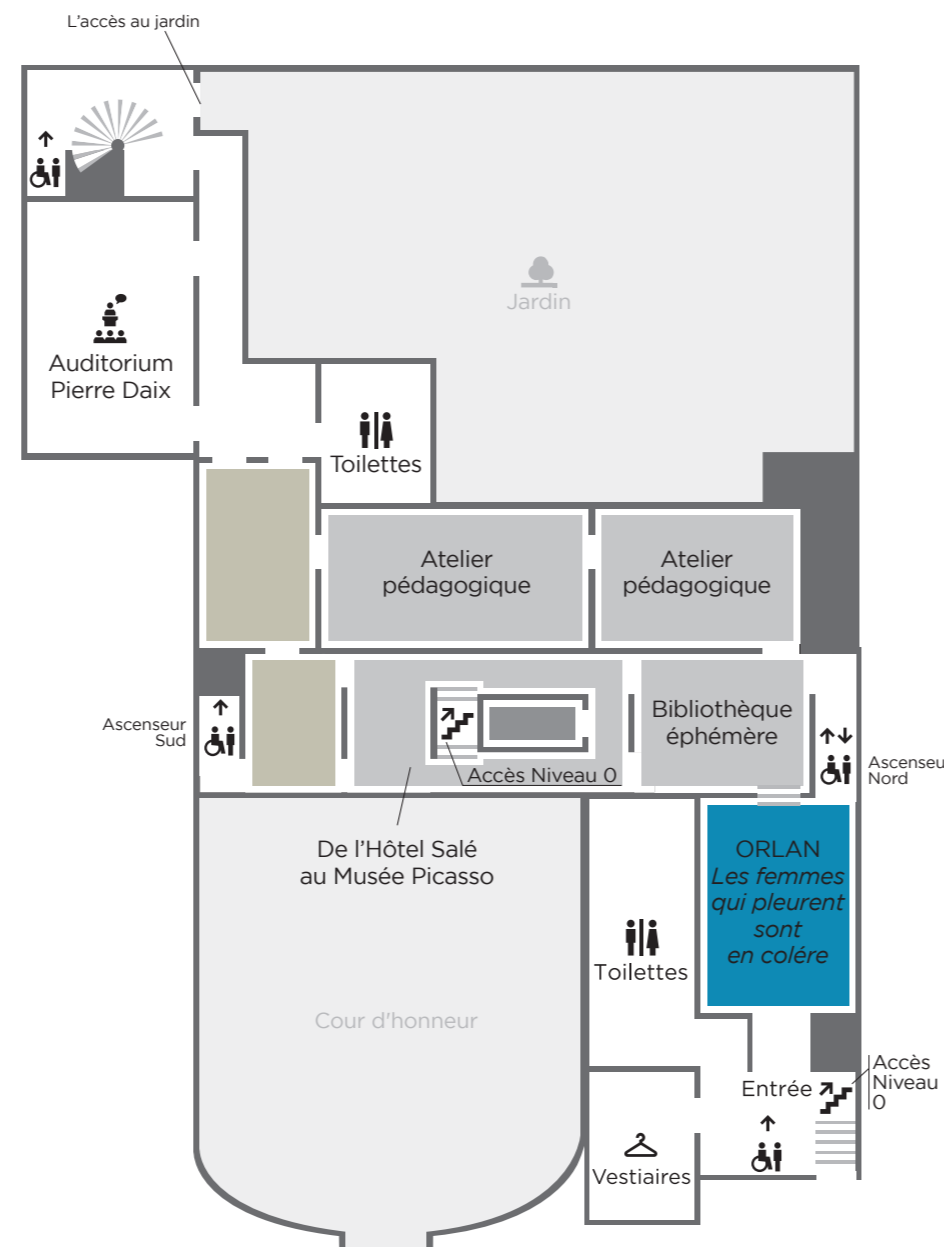 L'accès au jardin
Jardin
Auditorium
Pierre Daix
Toilettes
Atelier
pédagogique
Atelier
pédagogique
Ascenseur
Sud
Accès Niveau 0
Bibliothèque
éphémère
Ascenseur
Nord
De l'Hôtel Salé
au Musée Picasso
ORLAN
Les femmes
qui pleurent
sont
en colére
Toilettes
Cour d'honneur
Entrée
Accès
Niveau
0
Vestiaires